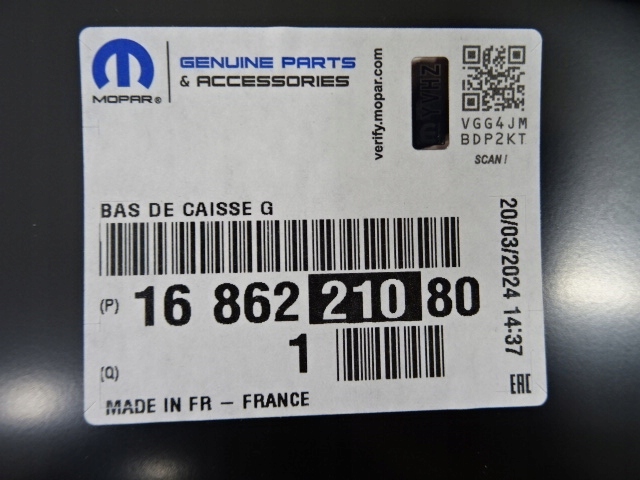 MOPAR®
GENUINE PARTS
& ACCESSORIES
verify.mopar.com
VGG4JM
BDP2KT
SCAN!
BAS DE CAISSE G
20/03/2024 14:37
(P) 16 862 210 80
(Q) 1
MADE IN FR – FRANCE
EAC